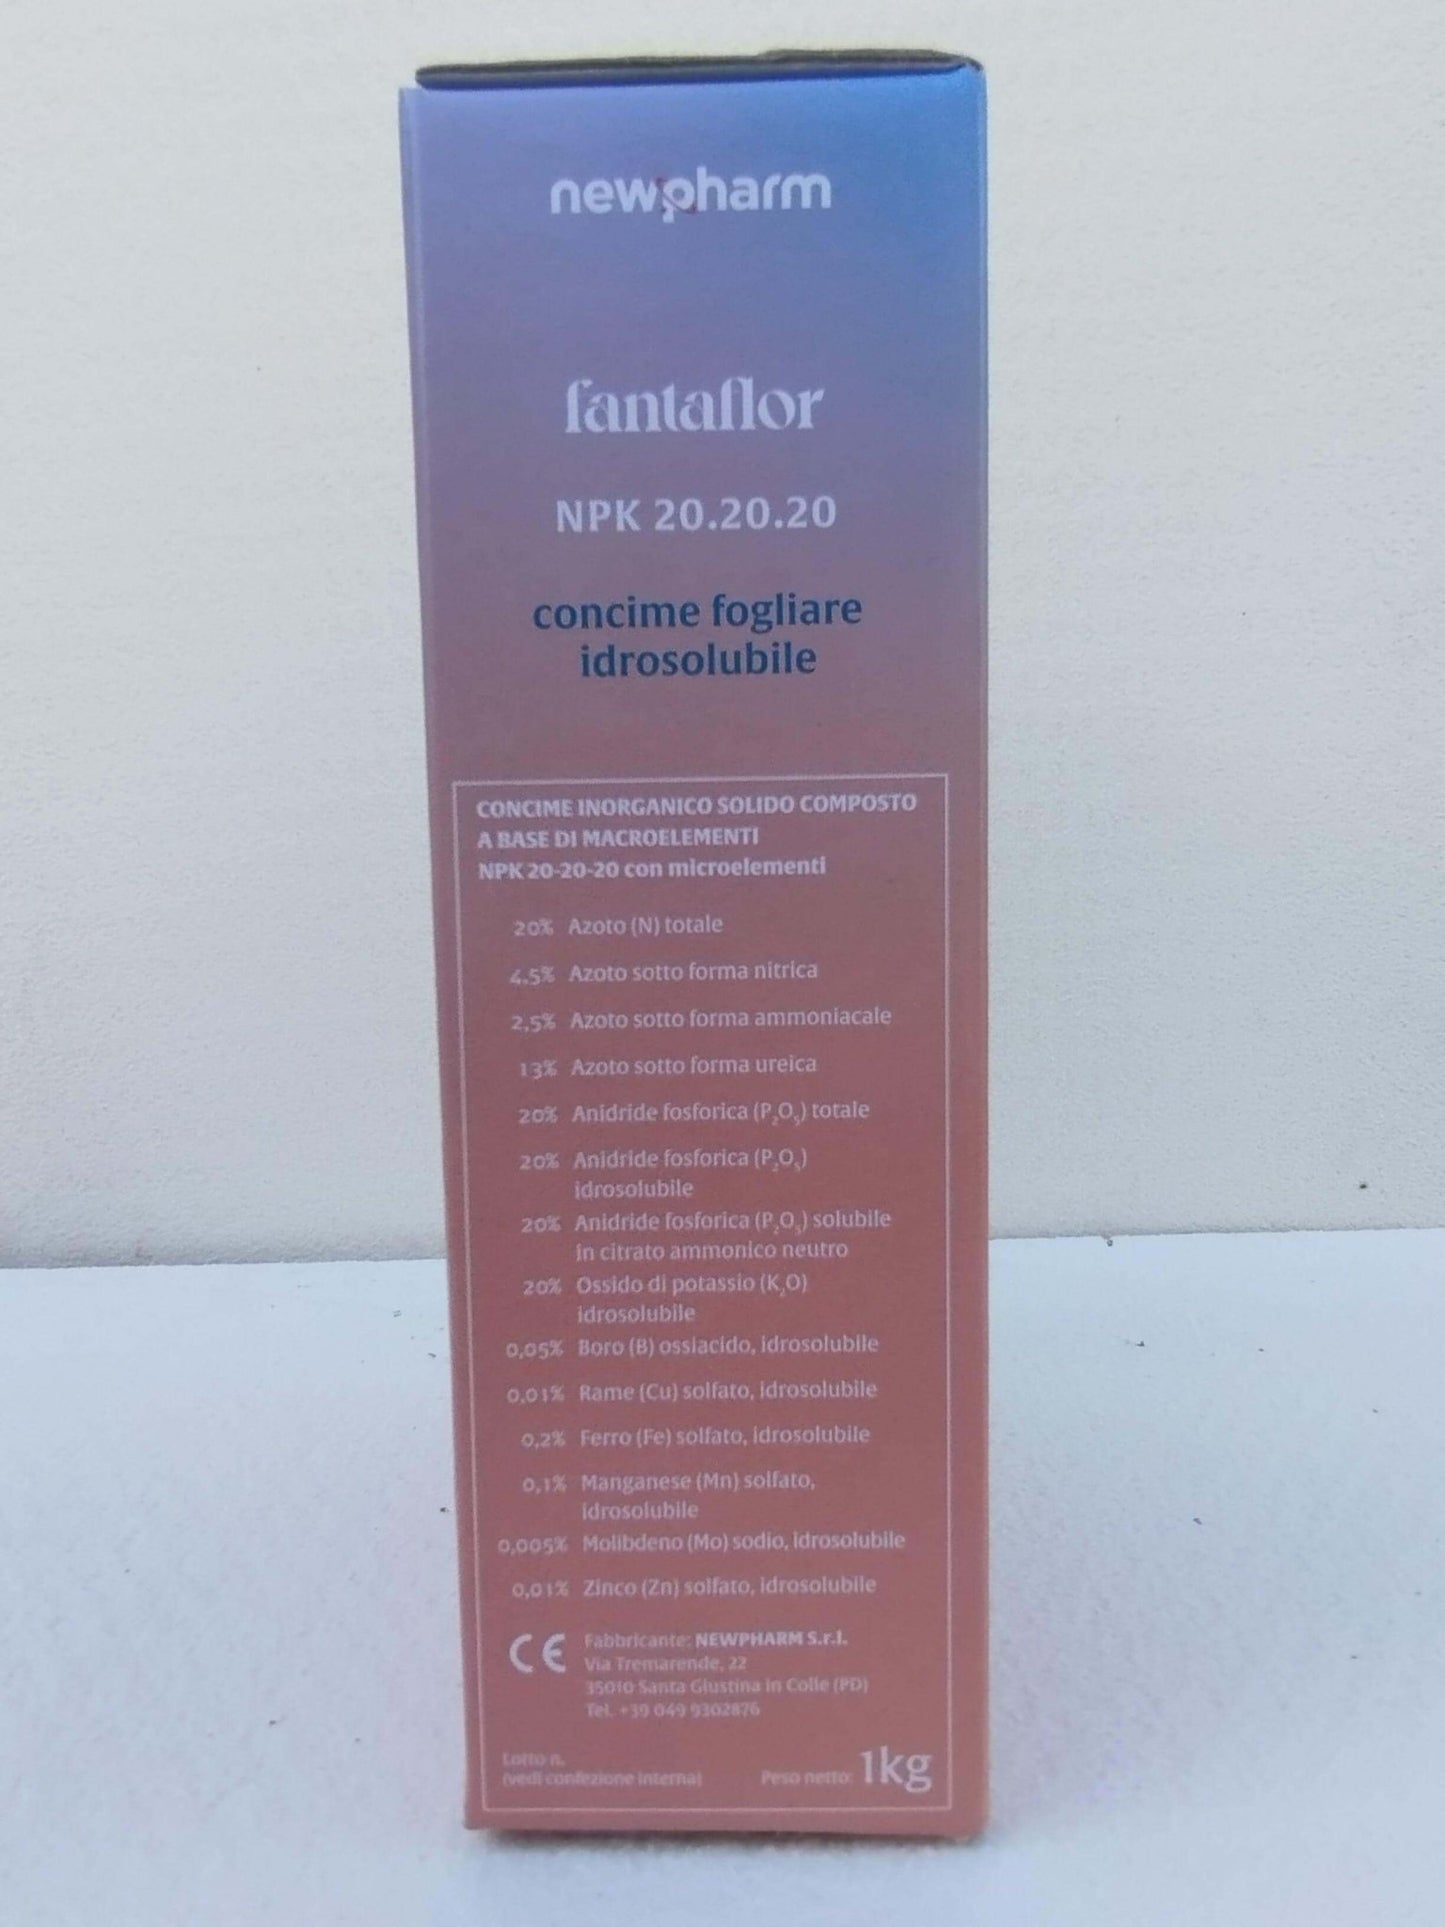 newpharm
fantaflor
NPK 20.20.20
concime fogliare
idrosolubile
CONCIME INORGANICO SOLIDO COMPOSTO
A BASE DI MACROELEMENTI
NPK 20-20-20 con microelementi
20% Azoto (N) totale
4,5% Azoto sotto forma nitrica
2,5% Azoto sotto forma ammoniacale
13% Azoto sotto forma ureica
20% Anidride fosforica (P₂O₅) totale
20% Anidride fosforica (P₂O₅)
idrosolubile
20% Anidride fosforica (P₂O₅) solubile
in citrato ammonico neutro
20% Ossido di potassio (K₂O)
idrosolubile
0,05% Boro (B) ossiacido, idrosolubile
0,01% Rame (Cu) solfato, idrosolubile
0,2% Ferro (Fe) solfato, idrosolubile
0,1% Manganese (Mn) solfato,
idrosolubile
0,005% Molibdeno (Mo) sodio, idrosolubile
0,01% Zinco (Zn) solfato, idrosolubile
CE
Fabbricante: NEWPHARM S.r.l.
Via Tremarende, 22
35010 Santa Giustina in Colle (PD)
Tel. +39 049 9302876
Lotto n.
(vedi confezione interna)
Peso netto: 1kg